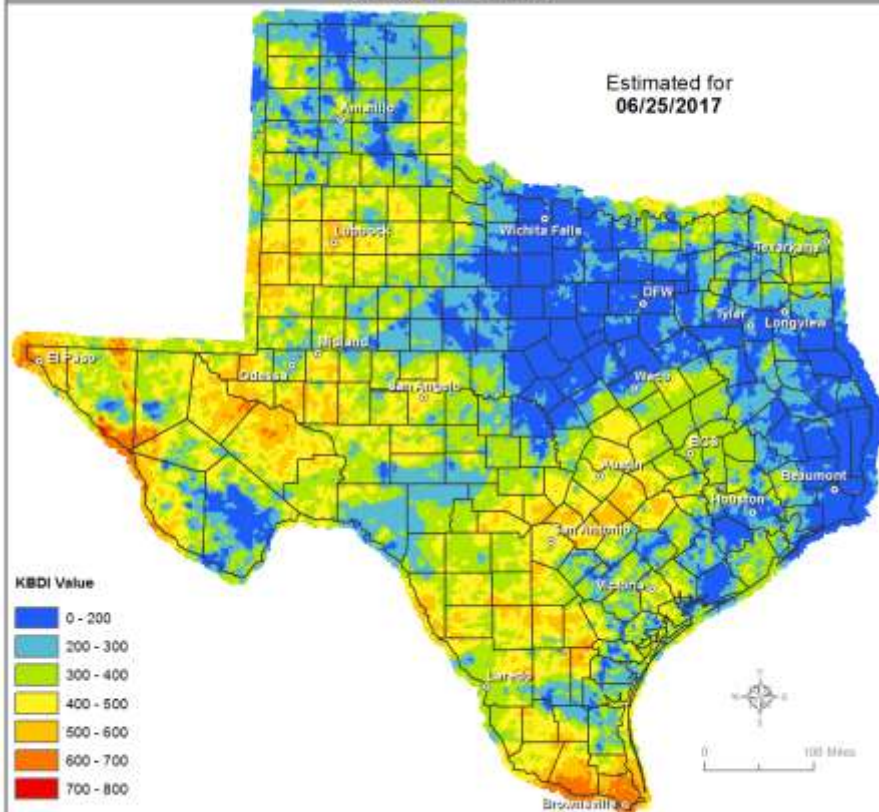 Estimated for
06/25/2017
Amarillo
Lubbock
Wichita Falls
Texarkana
DFW
Tyler
Longview
El Paso
Midland
Odessa
San Angelo
Waco
BCS
Austin
Beaumont
Houston
San Antonio
Victoria
Laredo
Brownsville
KBDI Value
0 - 200
200 - 300
300 - 400
400 - 500
500 - 600
600 - 700
700 - 800
0
100 Miles